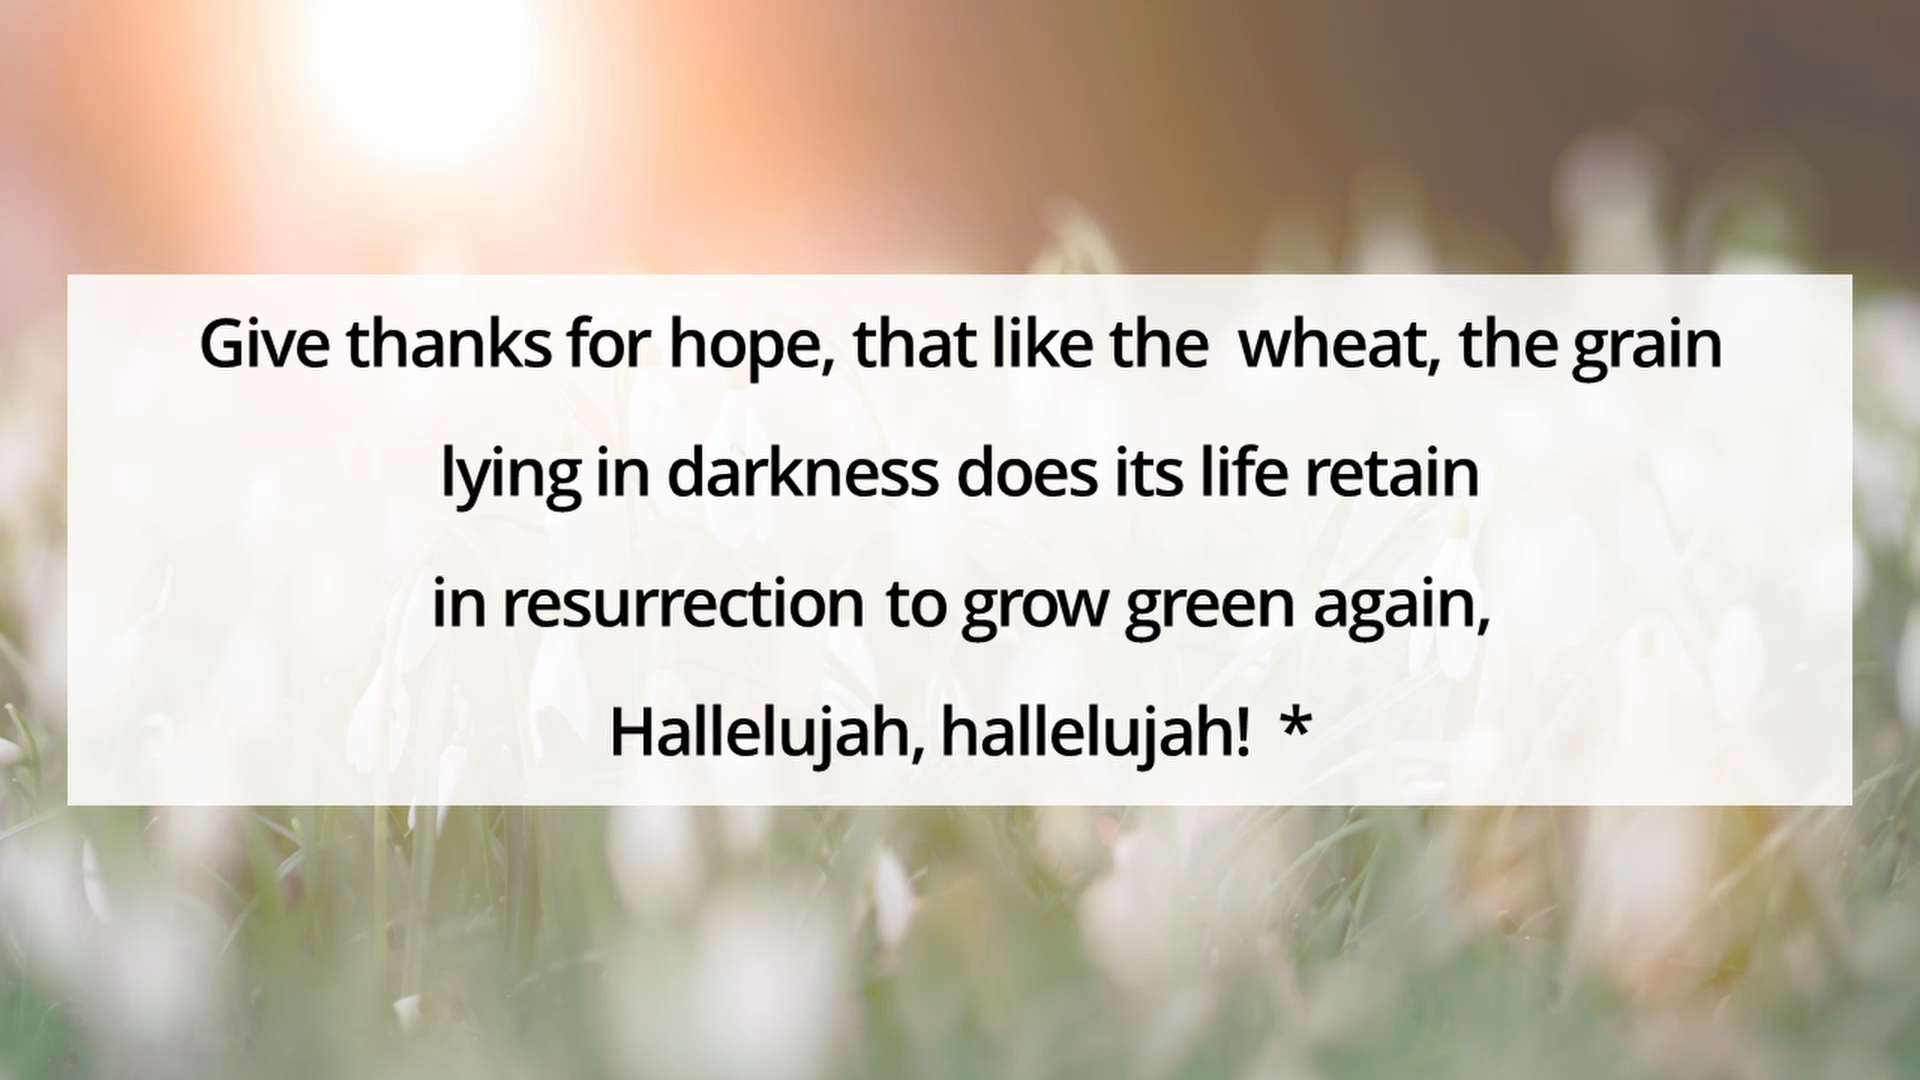 Give thanks for hope, that like the  wheat, the grain
lying in darkness does its life retain
in resurrection to grow green again,
Hallelujah, hallelujah!  *